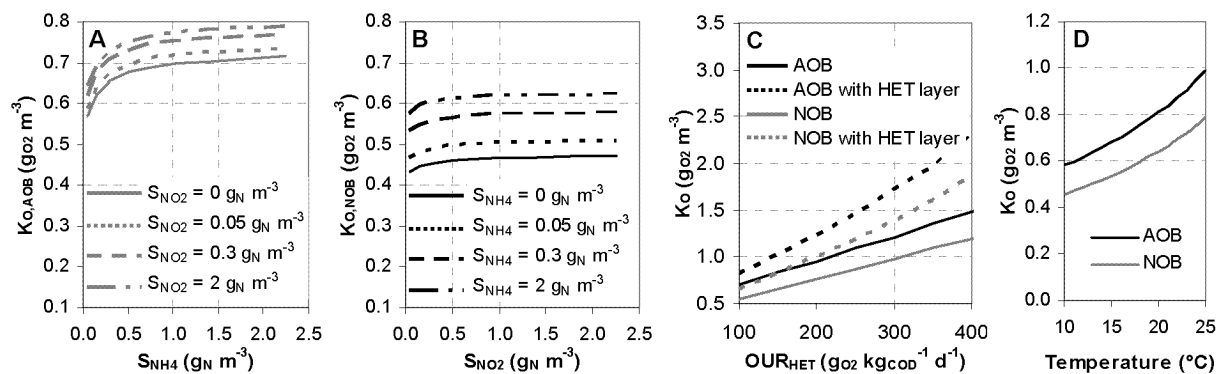 A
Ko,AOB (gO2 m-3)
0.8
0.7
0.6
0.5
0.4
0.3
0.2
0.1
SNO2 = 0 gN m-3
SNO2 = 0.05 gN m-3
SNO2 = 0.3 gN m-3
SNO2 = 2 gN m-3
0.0 0.5 1.0 1.5 2.0 2.5
SNH4 (gN m-3)
B
Ko,NOB (gO2 m-3)
0.8
0.7
0.6
0.5
0.4
0.3
0.2
0.1
SNH4 = 0 gN m-3
SNH4 = 0.05 gN m-3
SNH4 = 0.3 gN m-3
SNH4 = 2 gN m-3
0.0 0.5 1.0 1.5 2.0 2.5
SNO2 (gN m-3)
C
Ko (gO2 m-3)
3.5
3.0
2.5
2.0
1.5
1.0
0.5
AOB
AOB with HET layer
NOB
NOB with HET layer
100 200 300 400
OURHET (gO2 kgCOD-1 d-1)
D
Ko (gO2 m-3)
1.2
1.0
0.8
0.6
0.4
0.2
0.0
AOB
NOB
10 15 20 25
Temperature (°C)